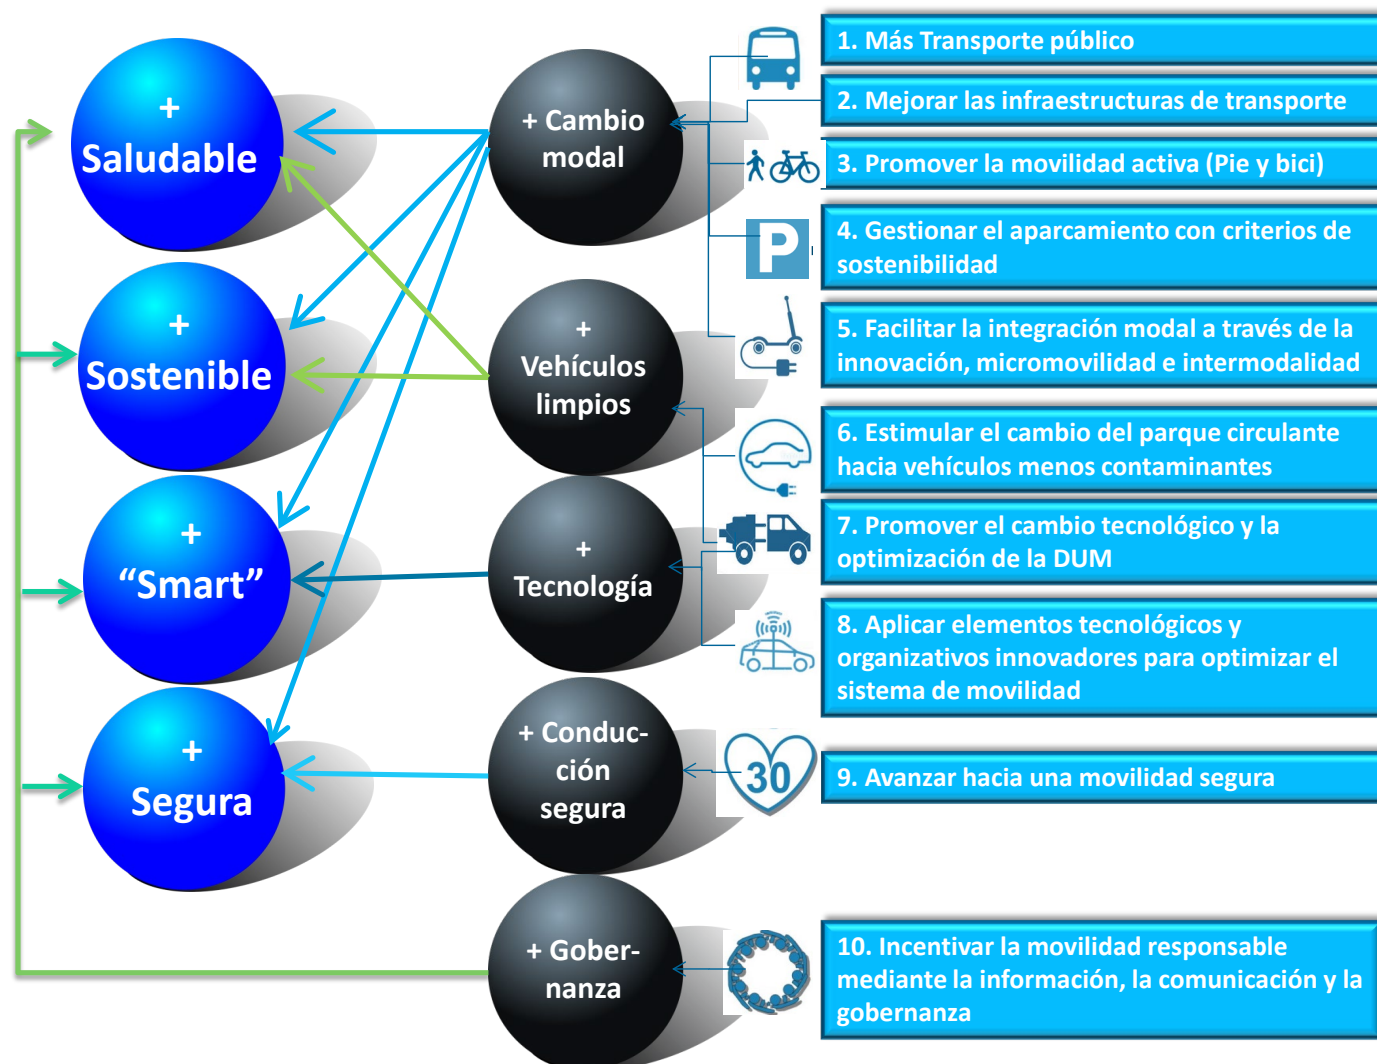 +
Saludable
+
Sostenible
+
“Smart”
+
Segura
+ Cambio
modal
+
Vehículos
limpios
+
Tecnología
+ Conduc-
ción
segura
+ Gober-
nanza
P
30
1. Más Transporte público
2. Mejorar las infraestructuras de transporte
3. Promover la movilidad activa (Pie y bici)
4. Gestionar el aparcamiento con criterios de
sostenibilidad
5. Facilitar la integración modal a través de la
innovación, micromovilidad e intermodalidad
6. Estimular el cambio del parque circulante
hacia vehículos menos contaminantes
7. Promover el cambio tecnológico y la
optimización de la DUM
8. Aplicar elementos tecnológicos y
organizativos innovadores para optimizar el
sistema de movilidad
9. Avanzar hacia una movilidad segura
10. Incentivar la movilidad responsable
mediante la información, la comunicación y la
gobernanza